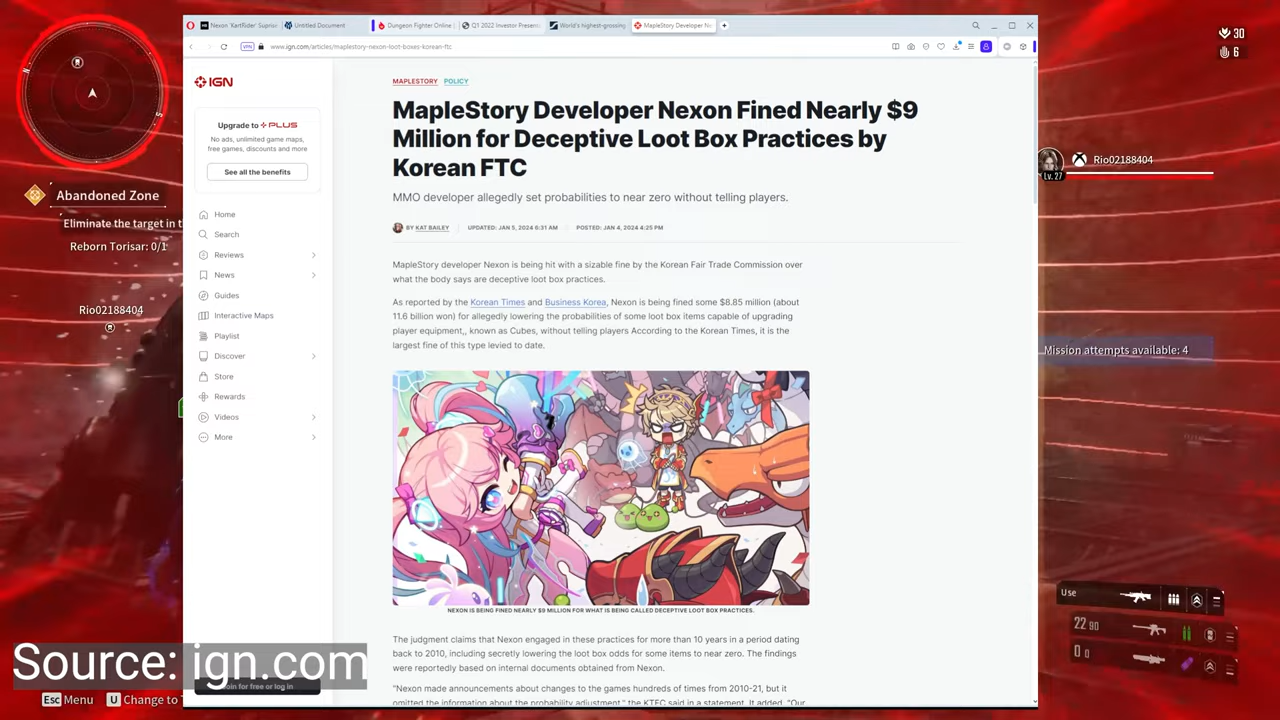 Nexon 'KartRider' Suprise
Untitled Document
Dungeon Fighter Online
Q1 2022 Investor Present
World's highest-grossing
MapleStory Developer Ne
VPN
www.ign.com/articles/maplestory-nexon-loot-boxes-korean-ftc
30
6
IGN
Upgrade to PLUS
No ads, unlimited game maps,
free games, discounts and more
See all the benefits
Home
Search
Reviews
News
Guides
Interactive Maps
Playlist
Discover
Store
Rewards
Videos
More
Join for free or log in
MAPLESTORY POLICY
MapleStory Developer Nexon Fined Nearly $9
Million for Deceptive Loot Box Practices by
Korean FTC
MMO developer allegedly set probabilities to near zero without telling players.
BY KAT BAILEY UPDATED: JAN 5, 2024 6:31 AM POSTED: JAN 4, 2024 4:25 PM
MapleStory developer Nexon is being hit with a sizable fine by the Korean Fair Trade Commission over
what the body says are deceptive loot box practices.
As reported by the Korean Times and Business Korea, Nexon is being fined some $8.85 million (about
11.6 billion won) for allegedly lowering the probabilities of some loot box items capable of upgrading
player equipment,, known as Cubes, without telling players According to the Korean Times, it is the
largest fine of this type levied to date.
NEXON IS BEING FINED NEARLY $9 MILLION FOR WHAT IS BEING CALLED DECEPTIVE LOOT BOX PRACTICES.
The judgment claims that Nexon engaged in these practices for more than 10 years in a period dating
back to 2010, including secretly lowering the loot box odds for some items to near zero. The findings
were reportedly based on internal documents obtained from Nexon.
"Nexon made announcements about changes to the games hundreds of times from 2010-21, but it
omitted the information about the probability adjustment," the KTFC said in a statement. It added, "Our
Abandoned Zone
Eliminate the target in t
Reborn Torisar: 0/1
Rio02188404
Rio02188404
Lv. 27
Mission attempts available: 4
Use
22 90
0 0
Source: ign.com
Esc Menu U Change to